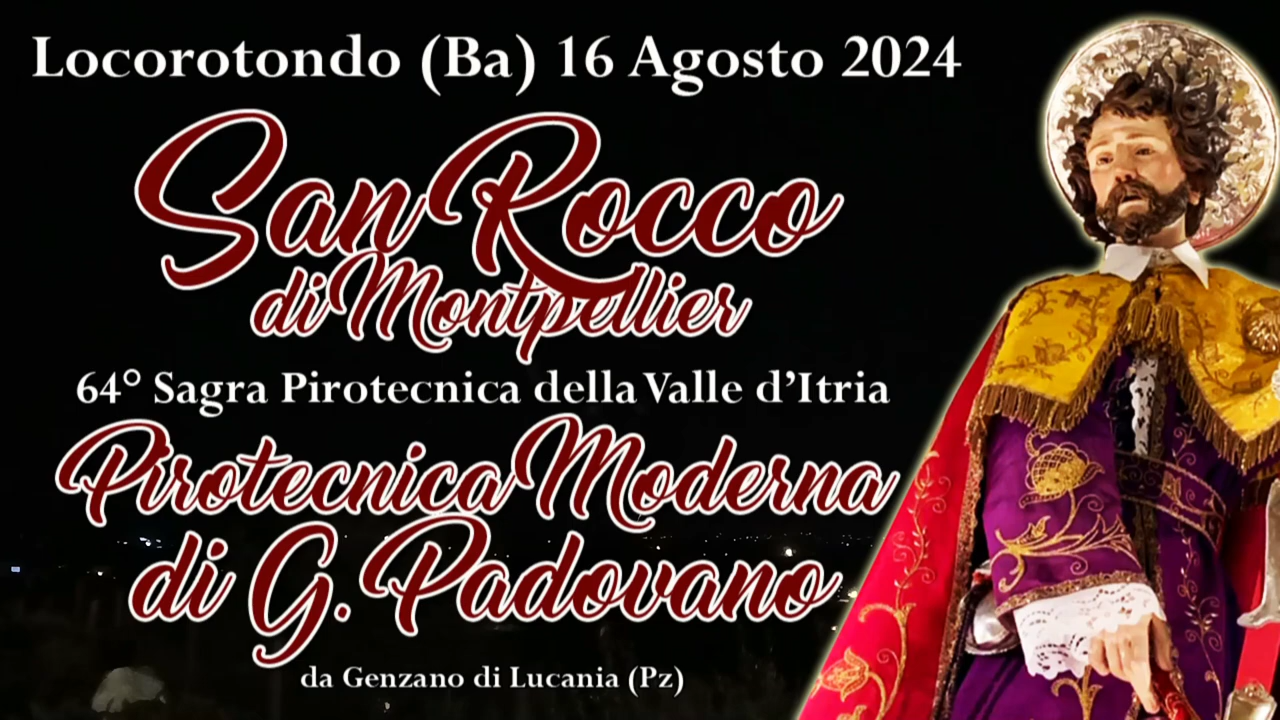 Locorotondo (Ba) 16 Agosto 2024
San Rocco
di Montpellier
64° Sagra Pirotecnica della Valle d'Itria
Pirotecnica Moderna
di G. Padovano
da Genzano di Lucania (Pz)